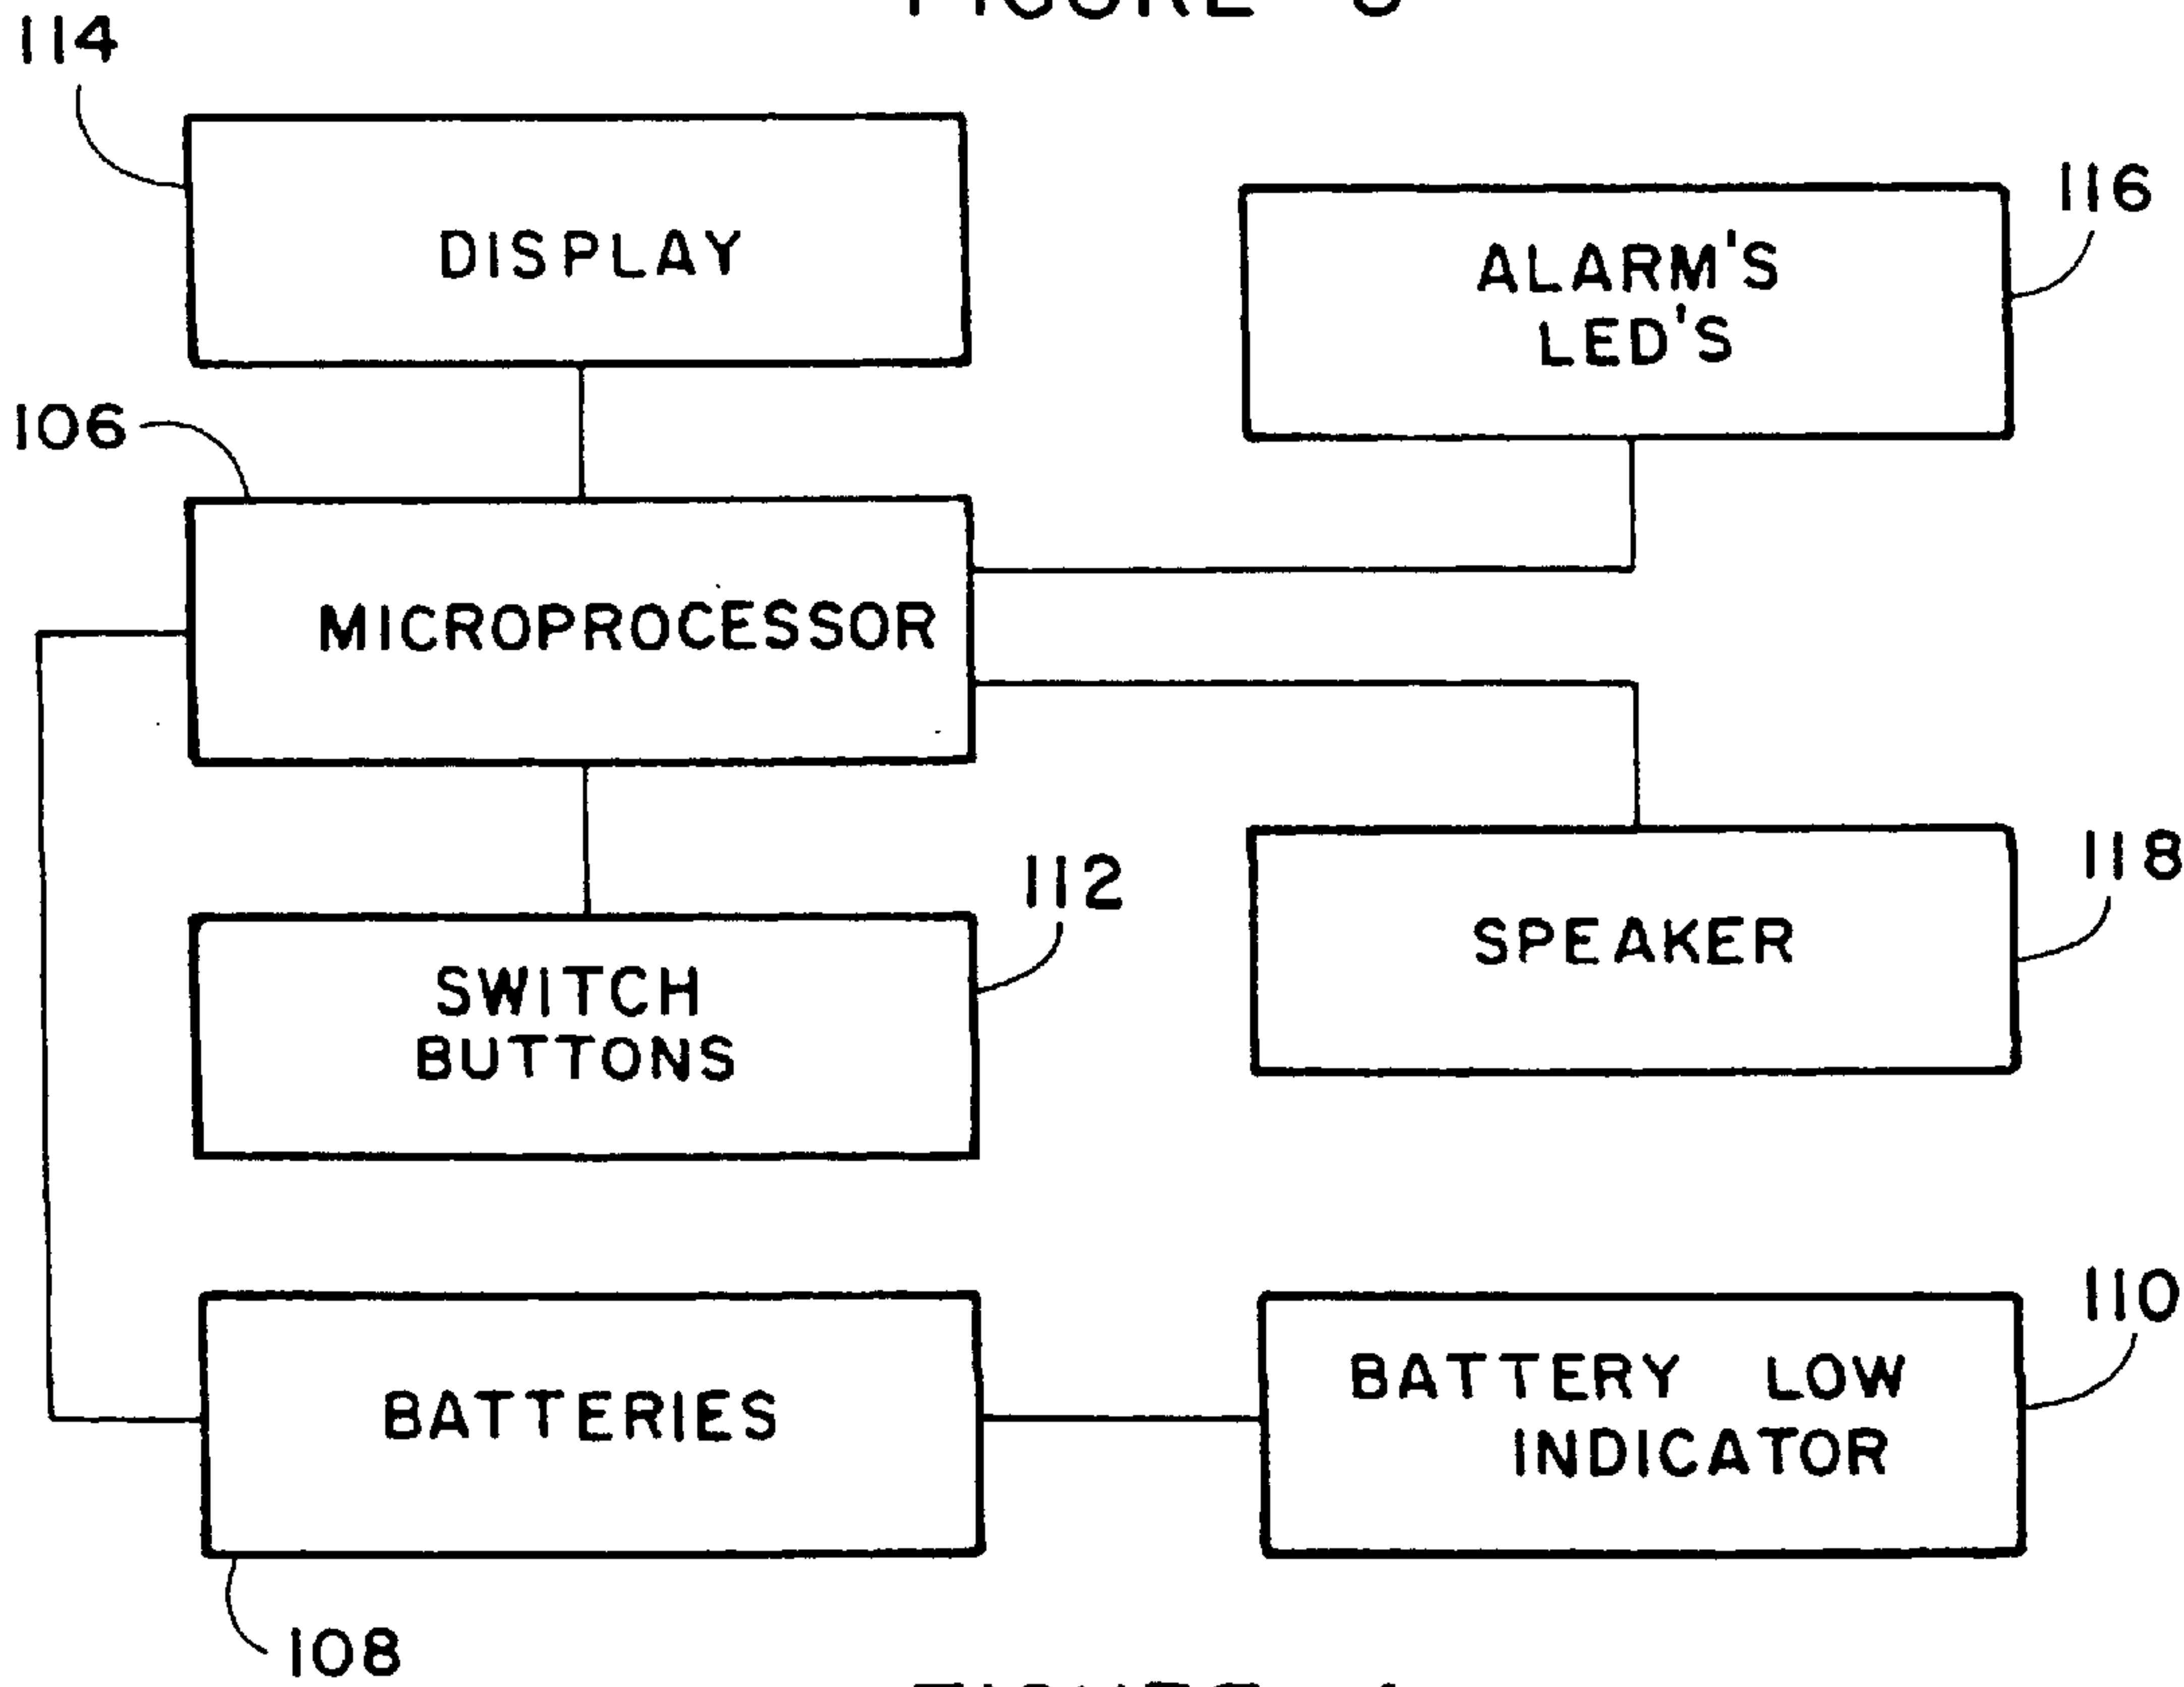 114
DISPLAY
116
ALARM'S
LED'S
106
MICROPROCESSOR
112
SWITCH
BUTTONS
118
SPEAKER
110
BATTERIES
BATTERY LOW
INDICATOR
108